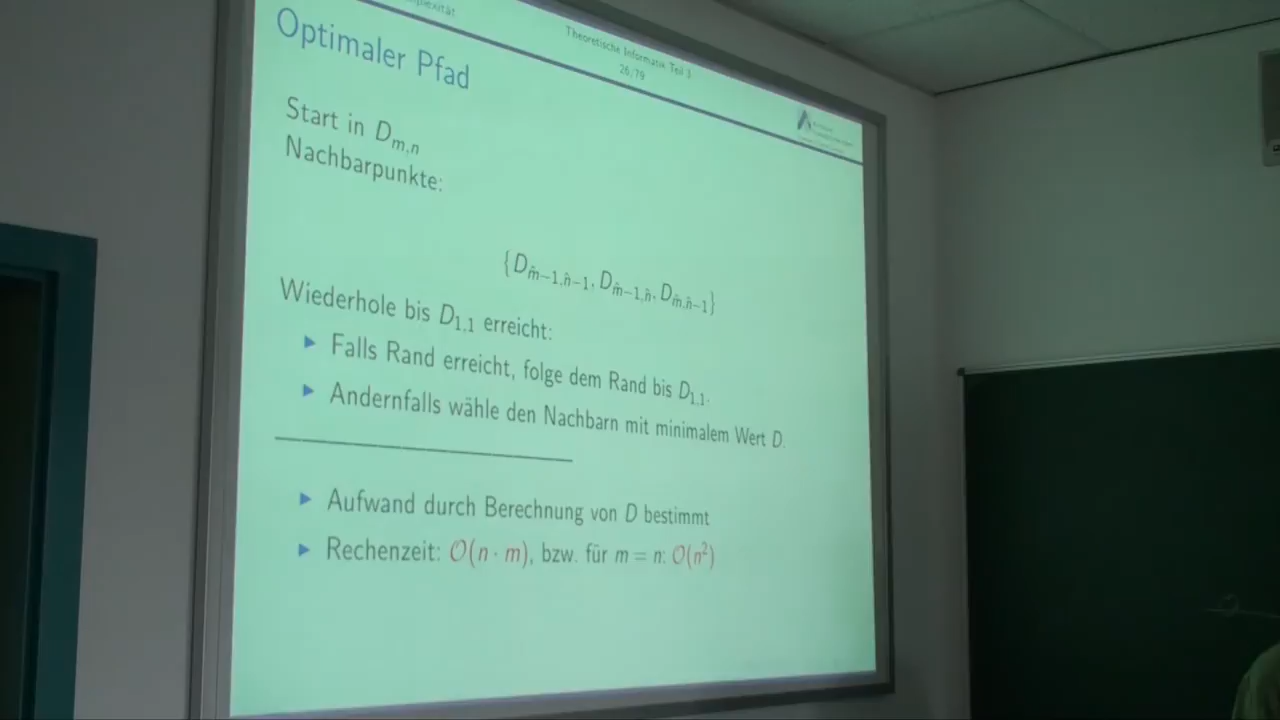 Theoretische Informatik Teil 3
26/79
Optimaler Pfad
Start in D_{m,n}
Nachbarpunkte:
{D_{m̂−1,n̂−1}, D_{m̂−1,n̂}, D_{m̂,n̂−1}}
Wiederhole bis D_{1,1} erreicht:
▶ Falls Rand erreicht, folge dem Rand bis D_{1,1}.
▶ Andernfalls wähle den Nachbarn mit minimalem Wert D.
▶ Aufwand durch Berechnung von D bestimmt
▶ Rechenzeit: O(n · m), bzw. für m = n: O(n²)